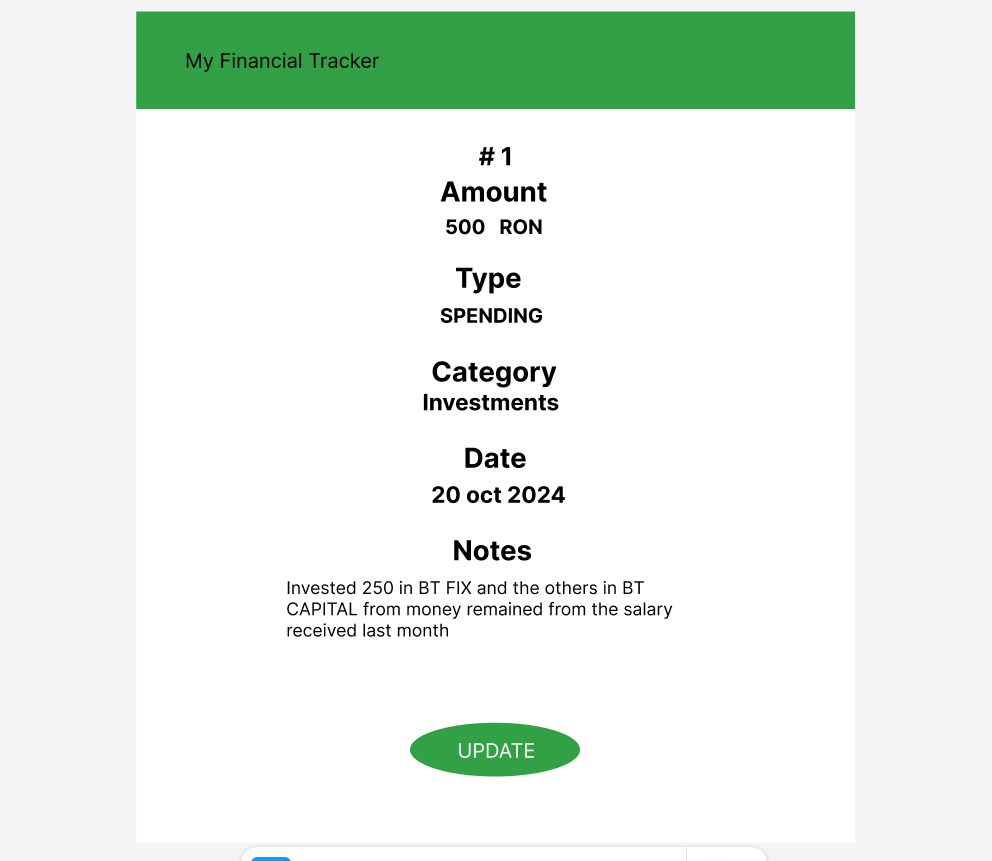 My Financial Tracker
# 1
Amount
500 RON
Type
SPENDING
Category
Investments
Date
20 oct 2024
Notes
Invested 250 in BT FIX and the others in BT
CAPITAL from money remained from the salary
received last month
UPDATE